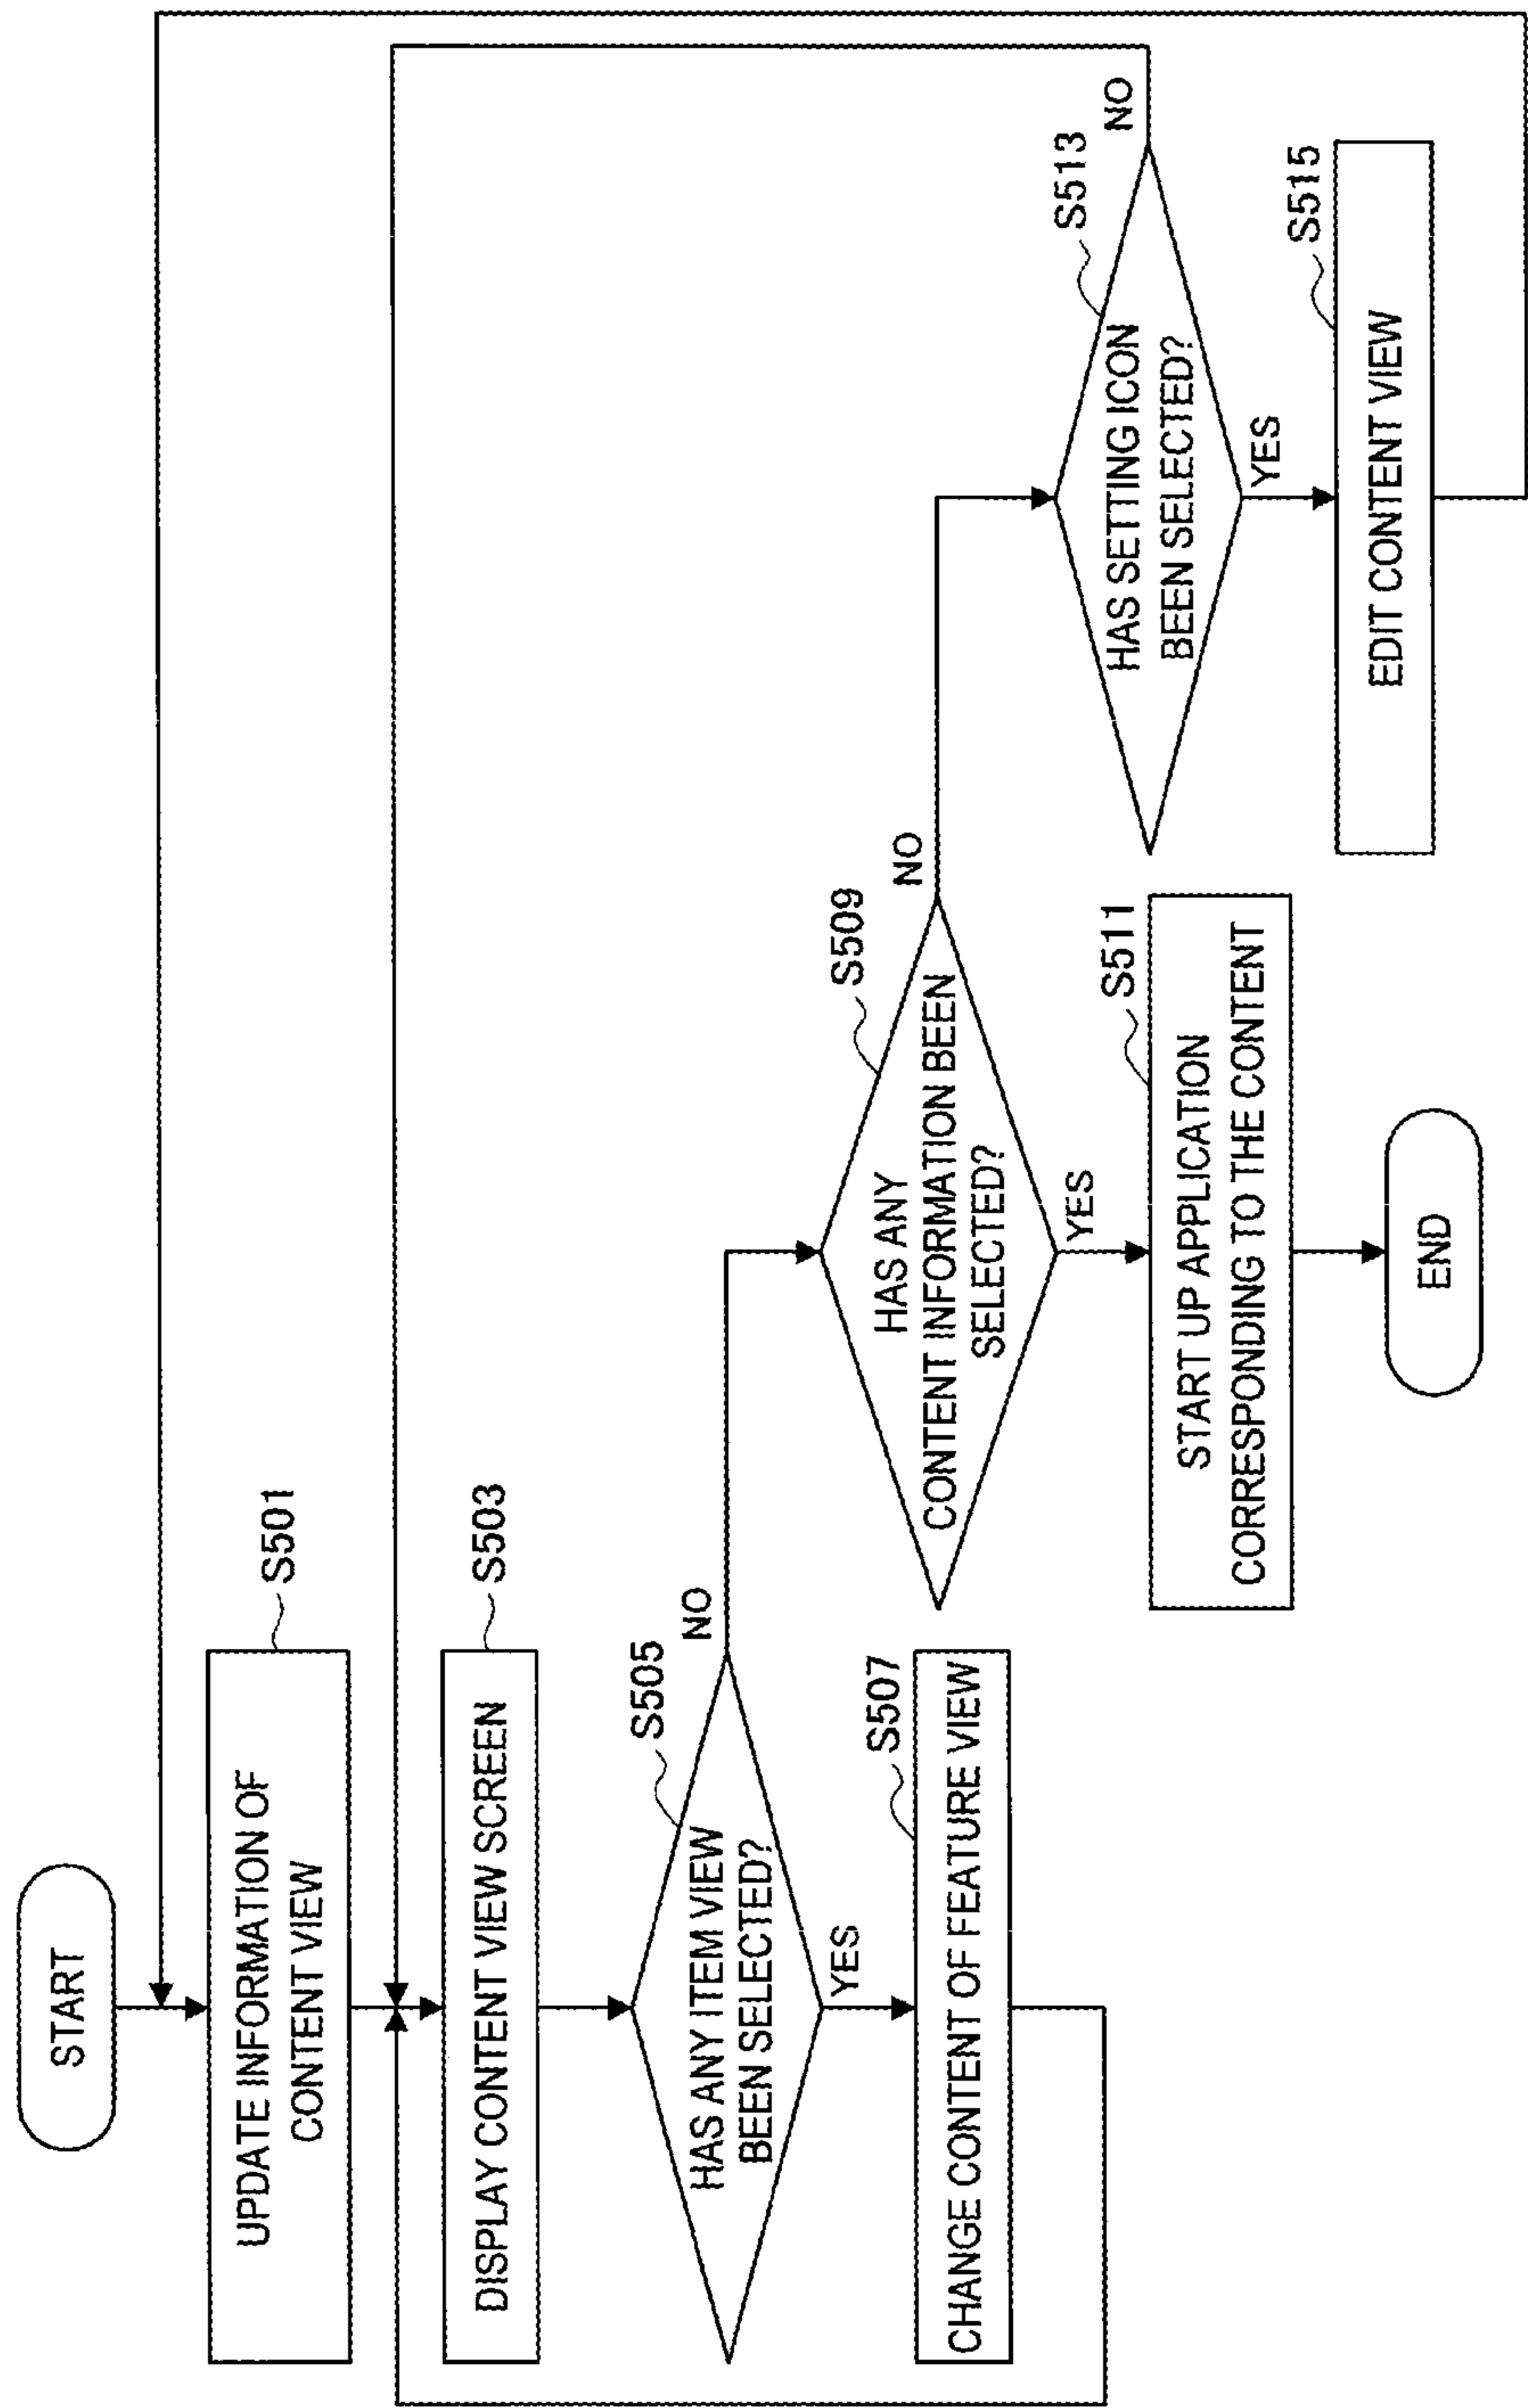 START
UPDATE INFORMATION OF
CONTENT VIEW
S501
DISPLAY CONTENT VIEW SCREEN
S503
HAS ANY ITEM VIEW
BEEN SELECTED?
S505
NO
YES
CHANGE CONTENT OF FEATURE VIEW
S507
HAS ANY
CONTENT INFORMATION BEEN
SELECTED?
S509
NO
YES
START UP APPLICATION
CORRESPONDING TO THE CONTENT
S511
END
HAS SETTING ICON
BEEN SELECTED?
S513
NO
YES
EDIT CONTENT VIEW
S515